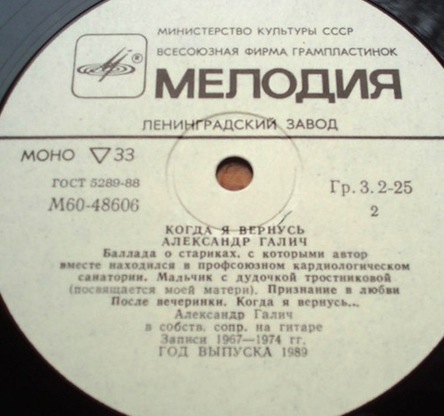 МИНИСТЕРСТВО КУЛЬТУРЫ СССР
ВСЕСОЮЗНАЯ ФИРМА ГРАМПЛАСТИНОК
® МЕЛОДИЯ
ЛЕНИНГРАДСКИЙ ЗАВОД
МОНО ▽33
ГОСТ 5289-88
М60-48606
Гр. 3. 2-25
2
КОГДА Я ВЕРНУСЬ
АЛЕКСАНДР ГАЛИЧ
Баллада о стариках, с которыми автор
вместе находился в профсоюзном кардиологическом
санатории. Мальчик с дудочкой тростниковой
(посвящается моей матери). Признание в любви
После вечеринки. Когда я вернусь...
Александр Галич
в собств. сопр. на гитаре
Записи 1967—1974 гг.
ГОД ВЫПУСКА 1989